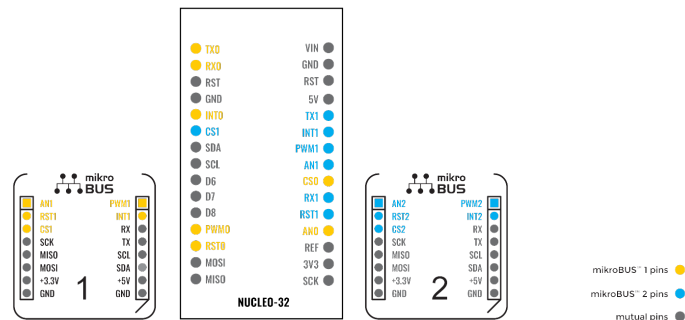 TX0 VIN
RX0 GND
RST RST
GND 5V
INT0 TX1
CS1 INT1
SDA PWM1
SCL AN1
D6 CS0
D7 RX1
D8 RST1
PWM0 AN0
RST0 REF
MOSI 3V3
MISO SCK
NUCLEO-32
mikro
BUS
AN1 PWM1
RST1 INT1
CS1 RX
SCK TX
MISO SCL
MOSI SDA
+3.3V +5V
GND GND
1
mikro
BUS
AN2 PWM2
RST2 INT2
CS2 RX
SCK TX
MISO SCL
MOSI SDA
+3.3V +5V
GND GND
2
mikroBUS™ 1 pins
mikroBUS™ 2 pins
mutual pins